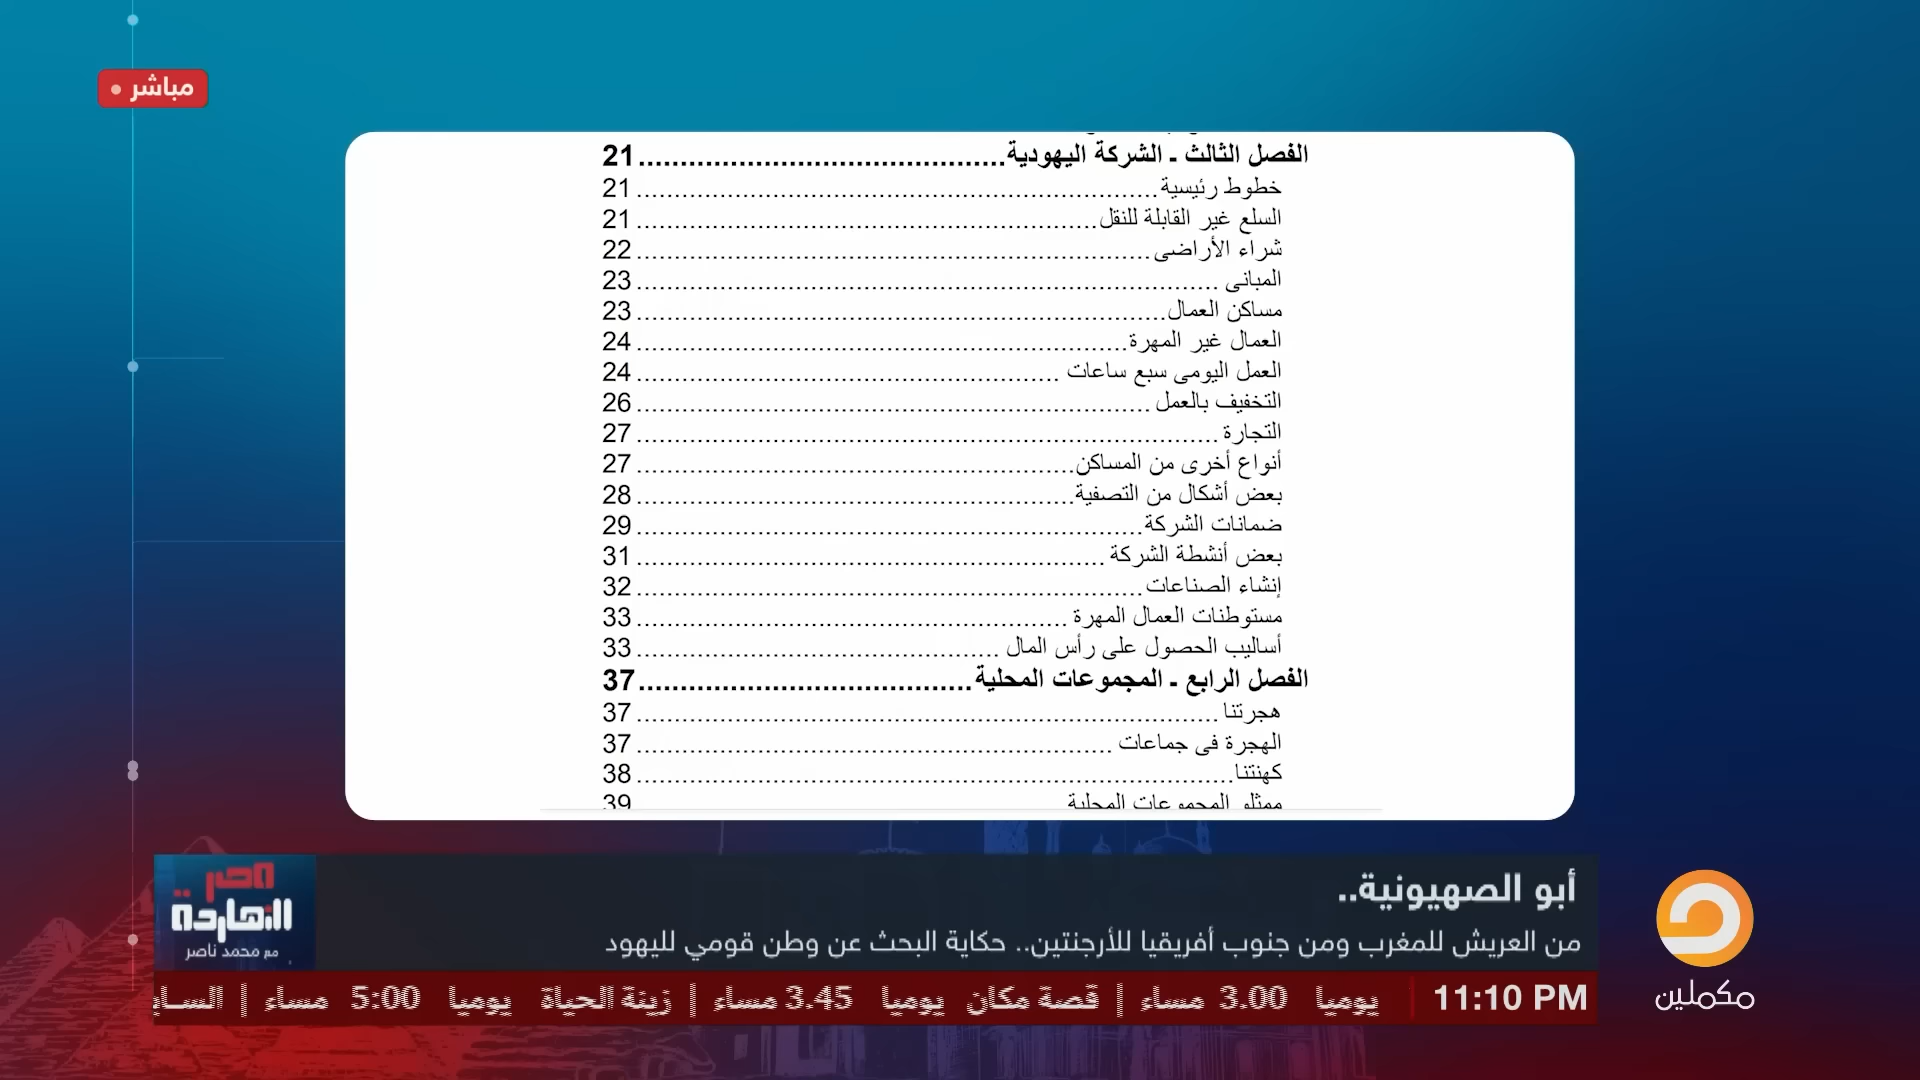 مباشر
الفصل الثالث ـ الشركة اليهودية.............................................21
خطوط رئيسية.............................................21
السلع غير القابلة للنقل.............................................21
شراء الأراضى.............................................22
المبانى.............................................23
مساكن العمال.............................................23
العمال غير المهرة.............................................24
العمل اليومى سبع ساعات.............................................24
التخفيف بالعمل.............................................26
التجارة.............................................27
أنواع أخرى من المساكن.............................................27
بعض أشكال من التصفية.............................................28
ضمانات الشركة.............................................29
بعض أنشطة الشركة.............................................31
إنشاء الصناعات.............................................32
مستوطنات العمال المهرة.............................................33
أساليب الحصول على رأس المال.............................................33
الفصل الرابع ـ المجموعات المحلية.............................................37
هجرتنا.............................................37
الهجرة فى جماعات.............................................37
كهنتنا.............................................38
ممثلو المجموعات المحلية 39
أبو الصهيونية..
من العريش للمغرب ومن جنوب أفريقيا للأرجنتين.. حكاية البحث عن وطن قومي لليهود
مصر النهاردة
مع محمد ناصر
11:10 PM
يوميا 3.00 مساء | قصة مكان يوميا 3.45 مساء | زينة الحياة يوميا 5:00 مساء |
مكملين